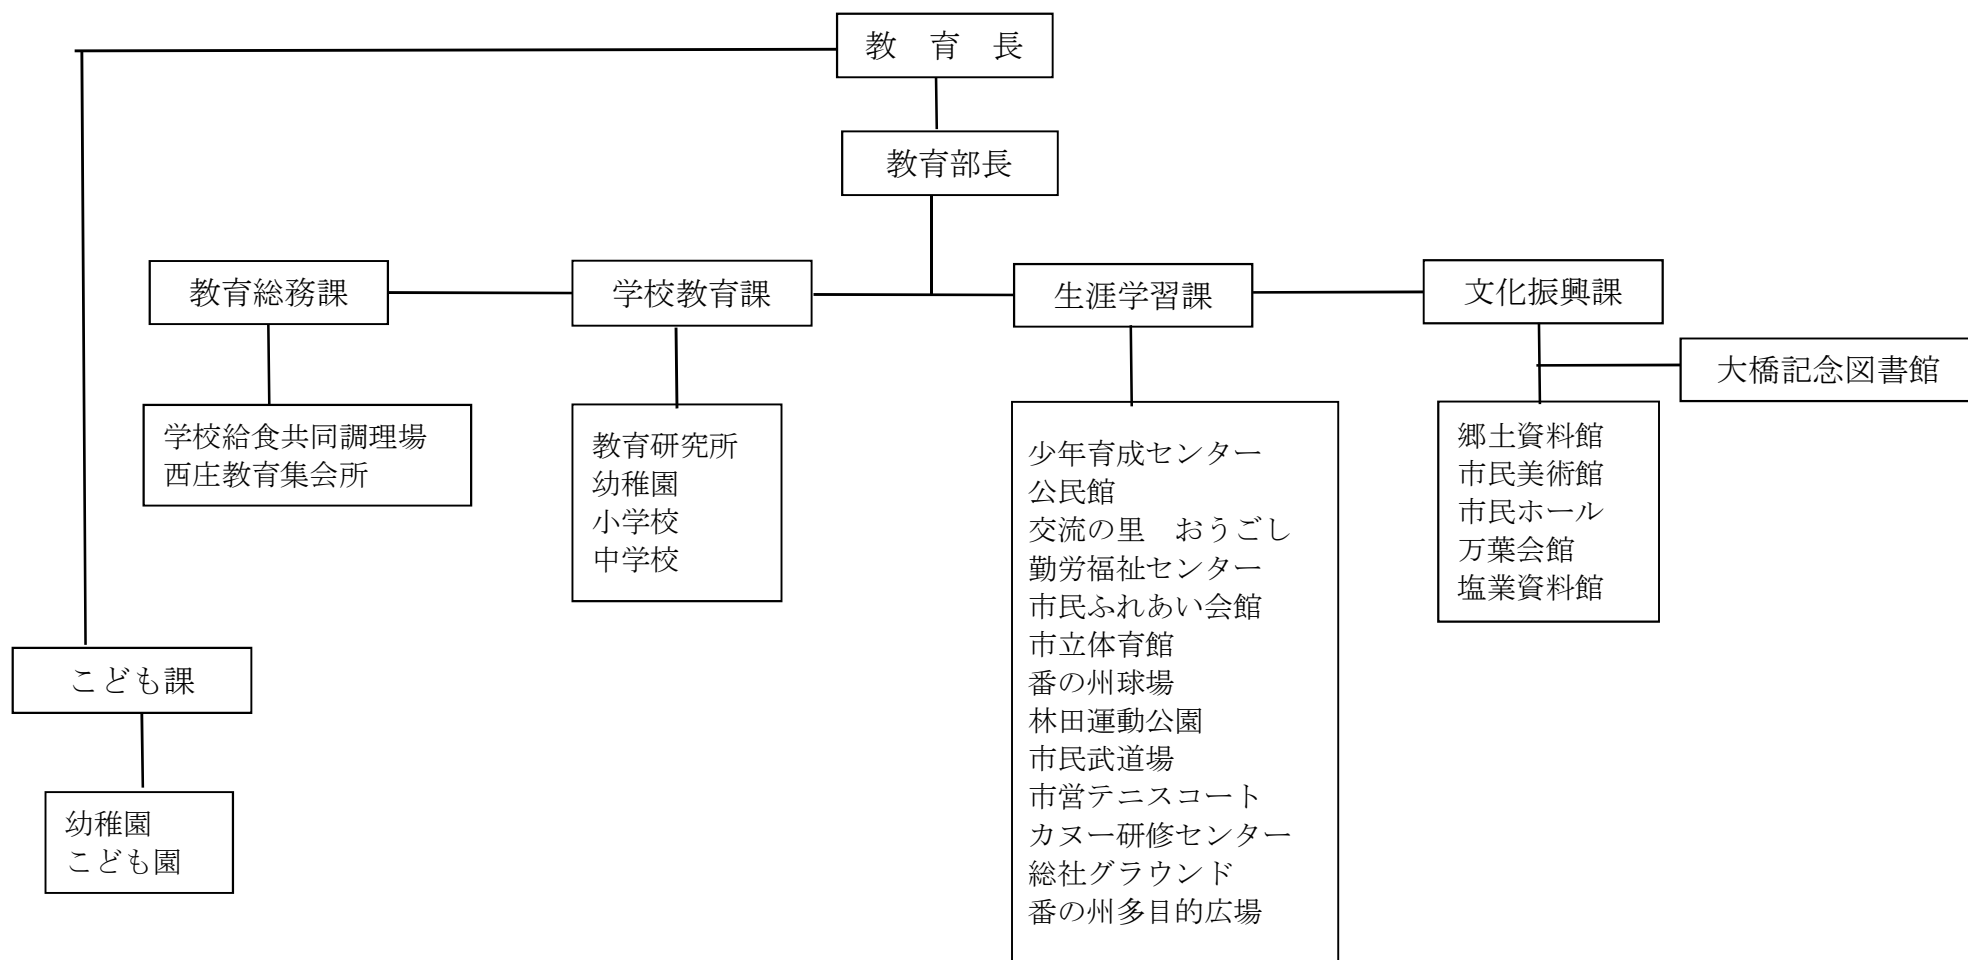 教　育　長
教育部長
教育総務課
学校教育課
生涯学習課
文化振興課
大橋記念図書館
学校給食共同調理場
西庄教育集会所
教育研究所
幼稚園
小学校
中学校
少年育成センター
公民館
交流の里　おうごし
勤労福祉センター
市民ふれあい会館
市立体育館
番の州球場
林田運動公園
市民武道場
市営テニスコート
カヌー研修センター
総社グラウンド
番の州多目的広場
郷土資料館
市民美術館
市民ホール
万葉会館
塩業資料館
こども課
幼稚園
こども園